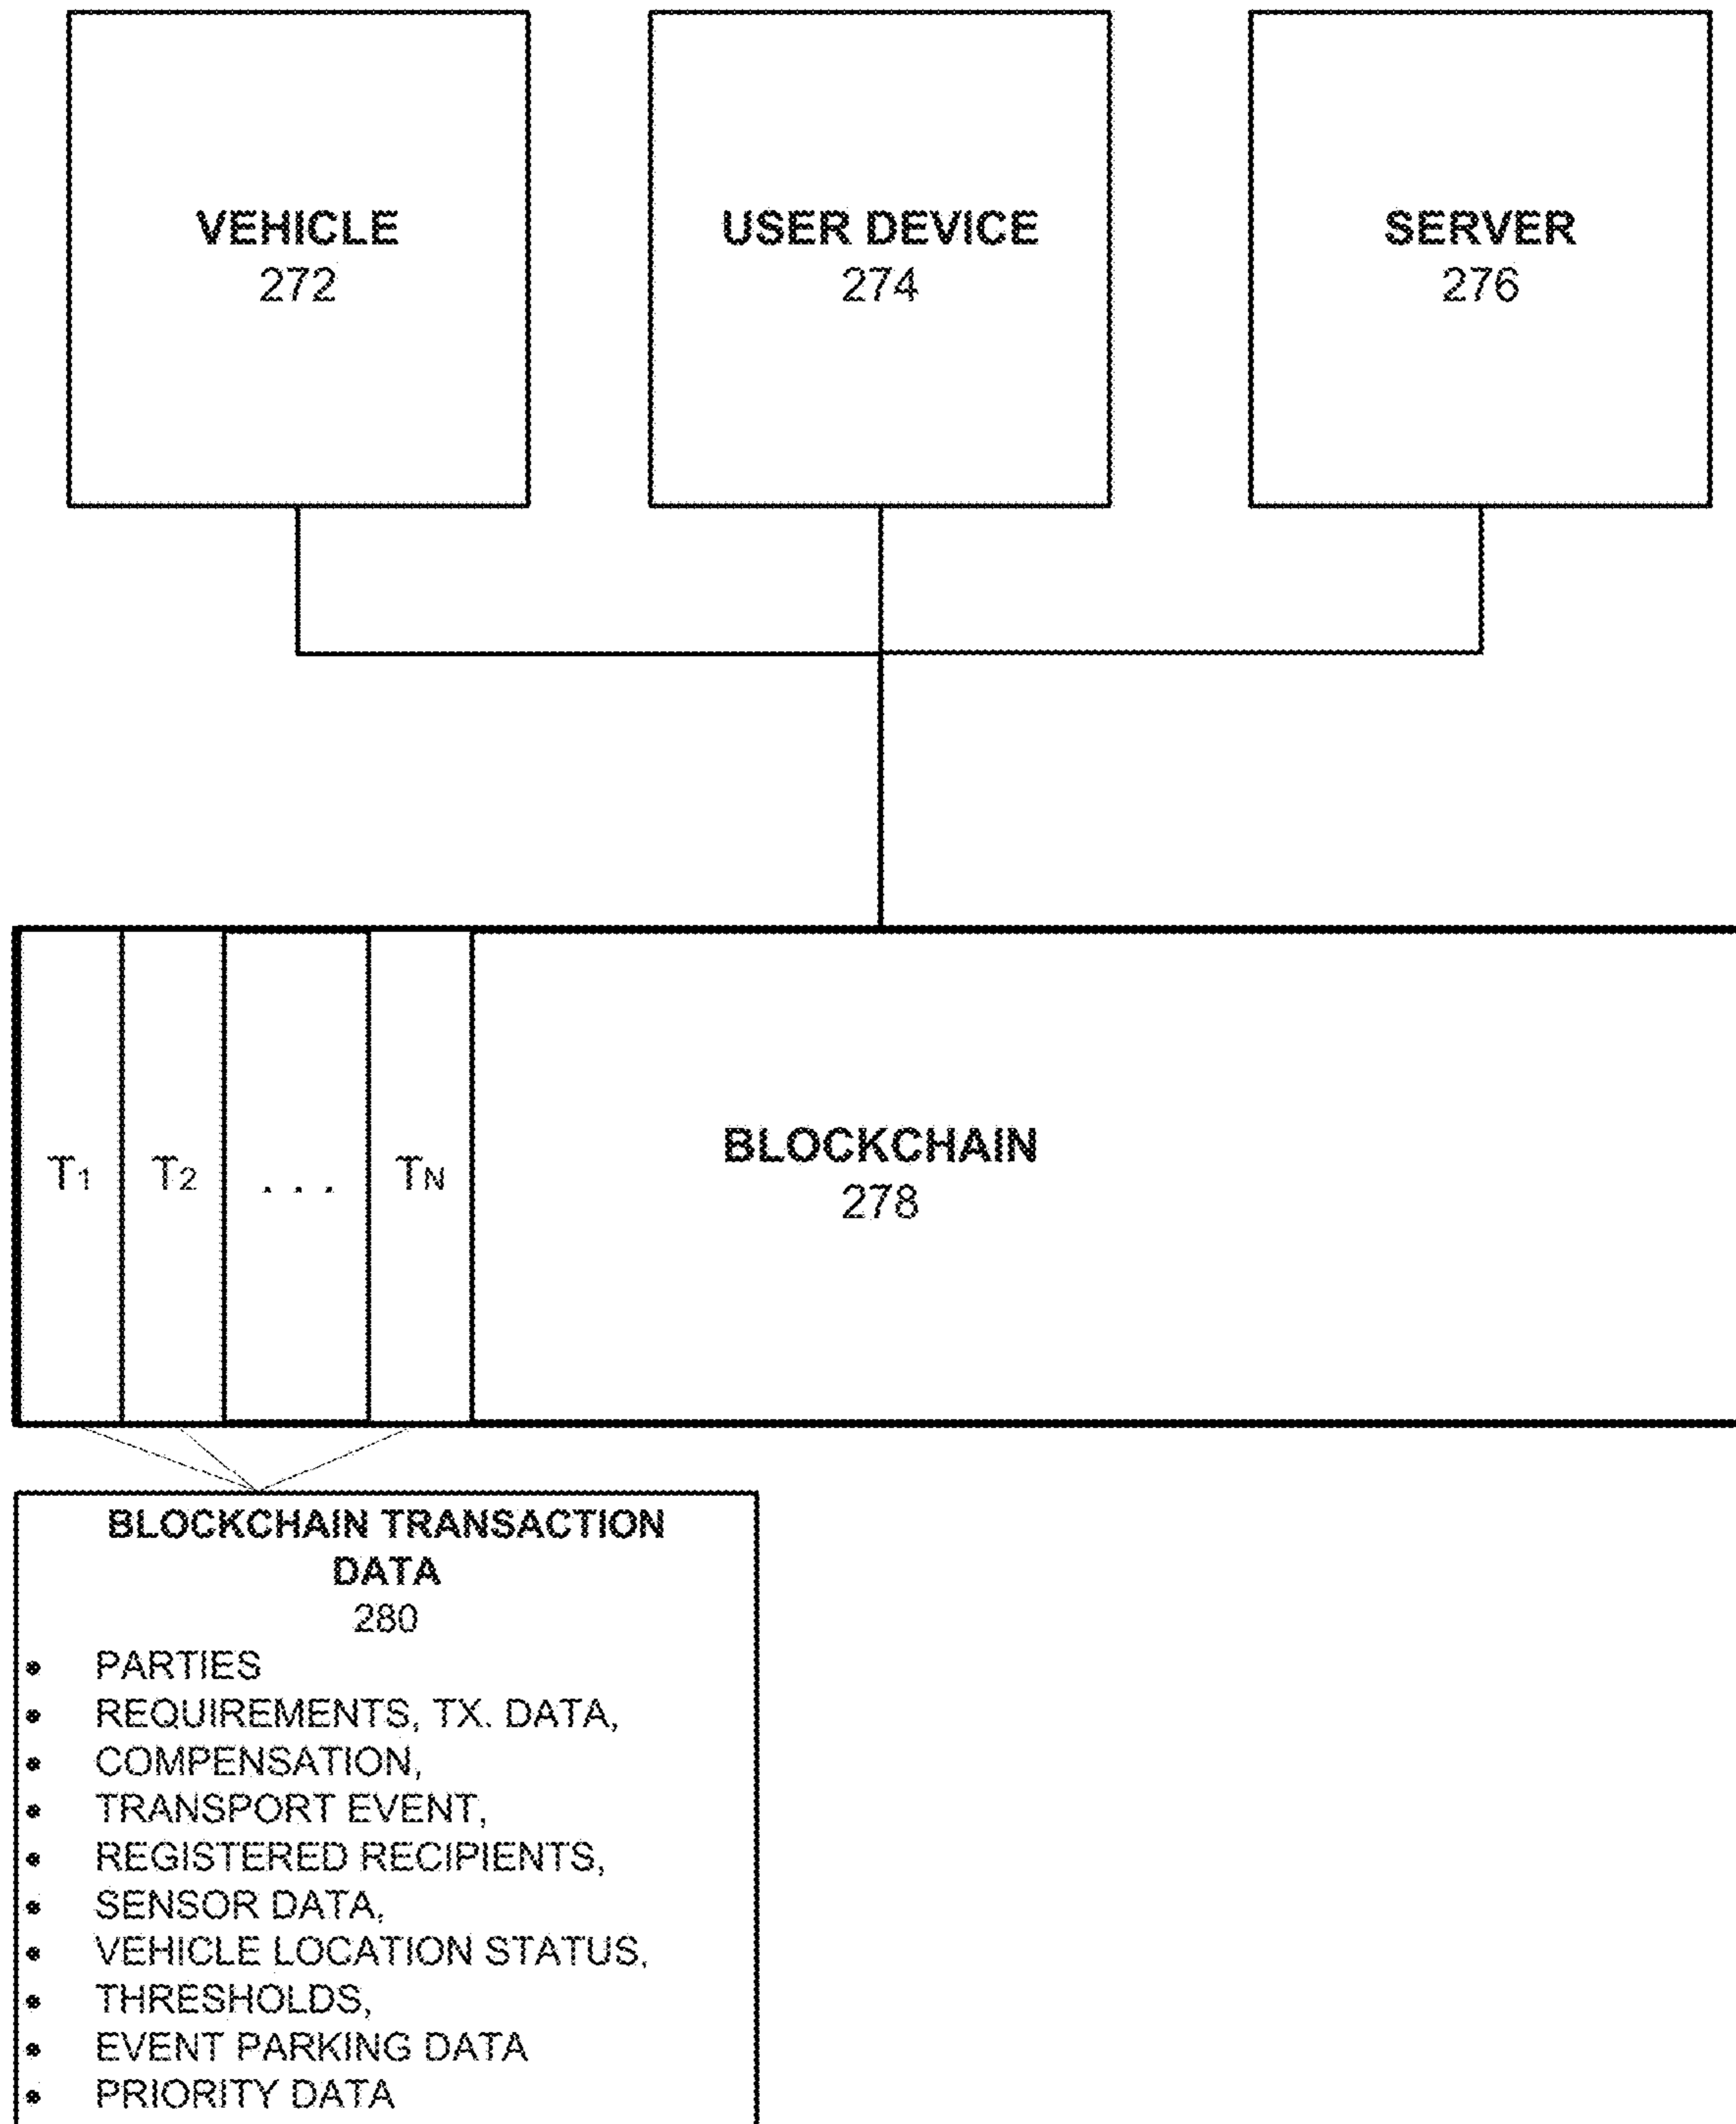 VEHICLE
272
USER DEVICE
274
SERVER
276
T1 T2 . . . TN
BLOCKCHAIN
278
BLOCKCHAIN TRANSACTION
DATA
280
• PARTIES
• REQUIREMENTS, TX. DATA,
• COMPENSATION,
• TRANSPORT EVENT,
• REGISTERED RECIPIENTS,
• SENSOR DATA,
• VEHICLE LOCATION STATUS,
• THRESHOLDS,
• EVENT PARKING DATA
• PRIORITY DATA